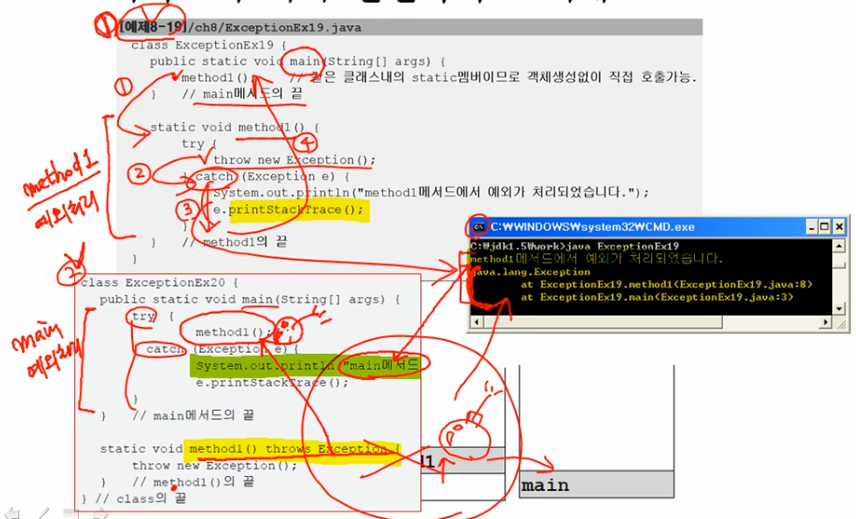 ① [예제8-19]/ch8/ExceptionEx19.java
class ExceptionEx19 {
public static void main(String[] args) {
method1(); // 같은 클래스내의 static멤버이므로 객체생성없이 직접 호출가능.
} // main메서드의 끝
①
static void method1() {
try {
④
throw new Exception();
②
} catch (Exception e) {
System.out.println("method1메서드에서 예외가 처리되었습니다.");
③
e.printStackTrace();
}
} // method1의 끝
}
method1
예외처리
C:\WINDOWS\system32\CMD.exe
C:\jdk1.5\work>java ExceptionEx19
method1메서드에서 예외가 처리되었습니다.
java.lang.Exception
at ExceptionEx19.method1(ExceptionEx19.java:8)
at ExceptionEx19.main(ExceptionEx19.java:3)
②
class ExceptionEx20 {
public static void main(String[] args) {
try {
method1();
} catch (Exception e) {
System.out.println("main메서드
e.printStackTrace();
}
} // main메서드의 끝
main
예외처리
static void method1() throws Exception {
throw new Exception();
} // method1()의 끝
} // class의 끝
main